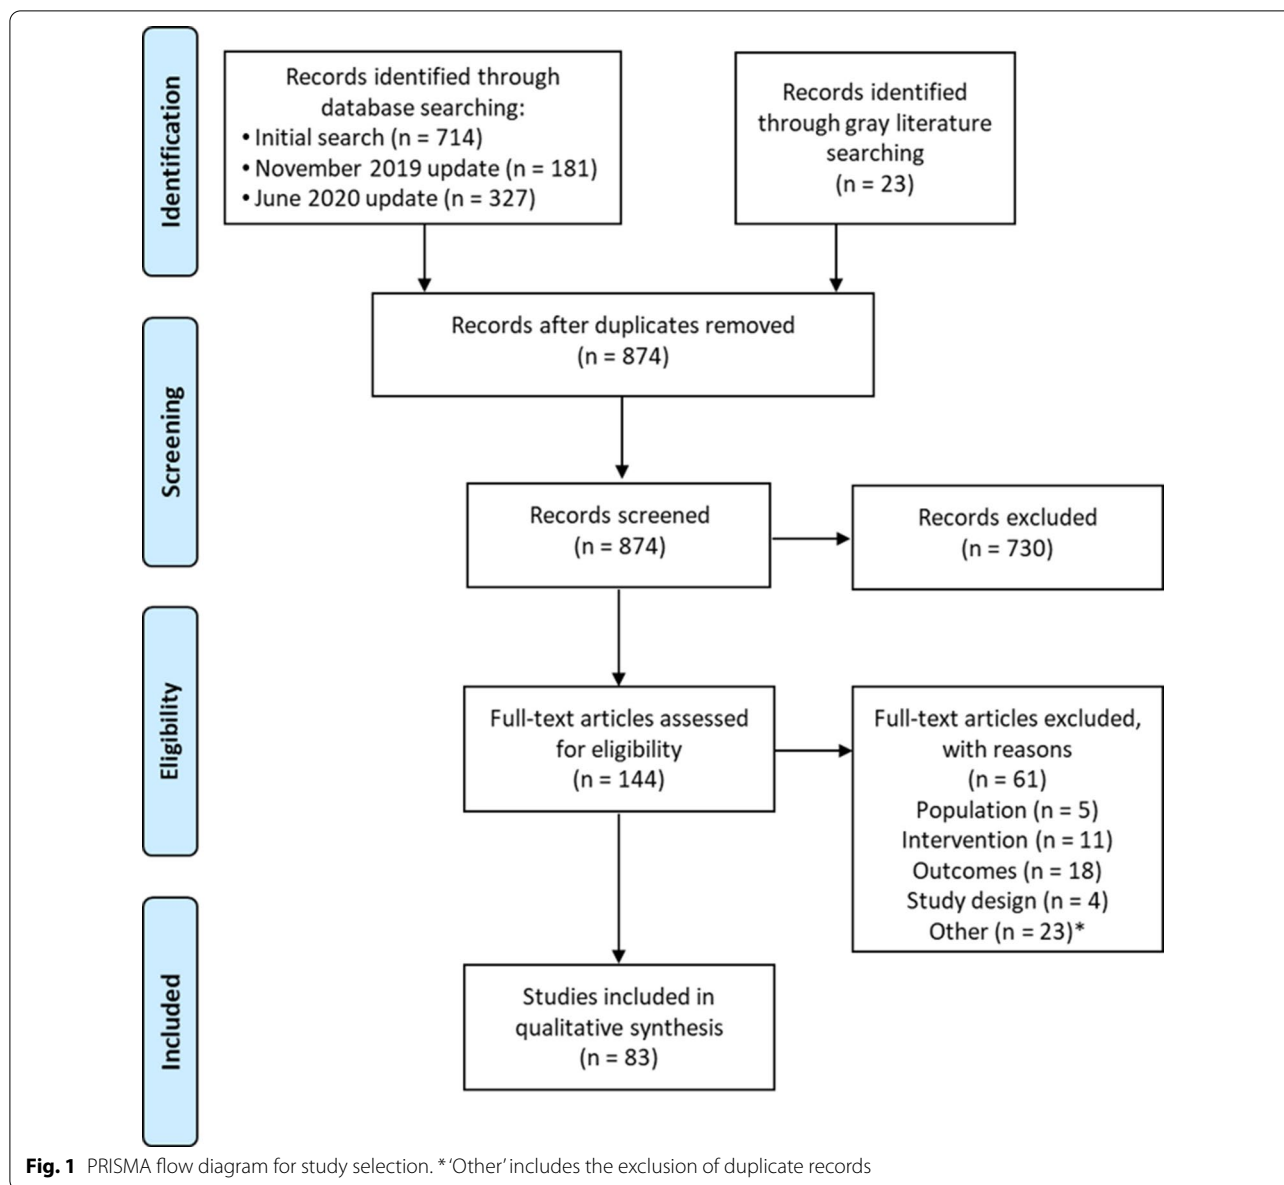 Identification
Records identified through
database searching:
• Initial search (n = 714)
• November 2019 update (n = 181)
• June 2020 update (n = 327)
Records identified
through gray literature
searching
(n = 23)
Records after duplicates removed
(n = 874)
Screening
Records screened
(n = 874)
Records excluded
(n = 730)
Eligibility
Full-text articles assessed
for eligibility
(n = 144)
Full-text articles excluded,
with reasons
(n = 61)
Population (n = 5)
Intervention (n = 11)
Outcomes (n = 18)
Study design (n = 4)
Other (n = 23)*
Included
Studies included in
qualitative synthesis
(n = 83)
Fig. 1 PRISMA flow diagram for study selection. * ‘Other’ includes the exclusion of duplicate records